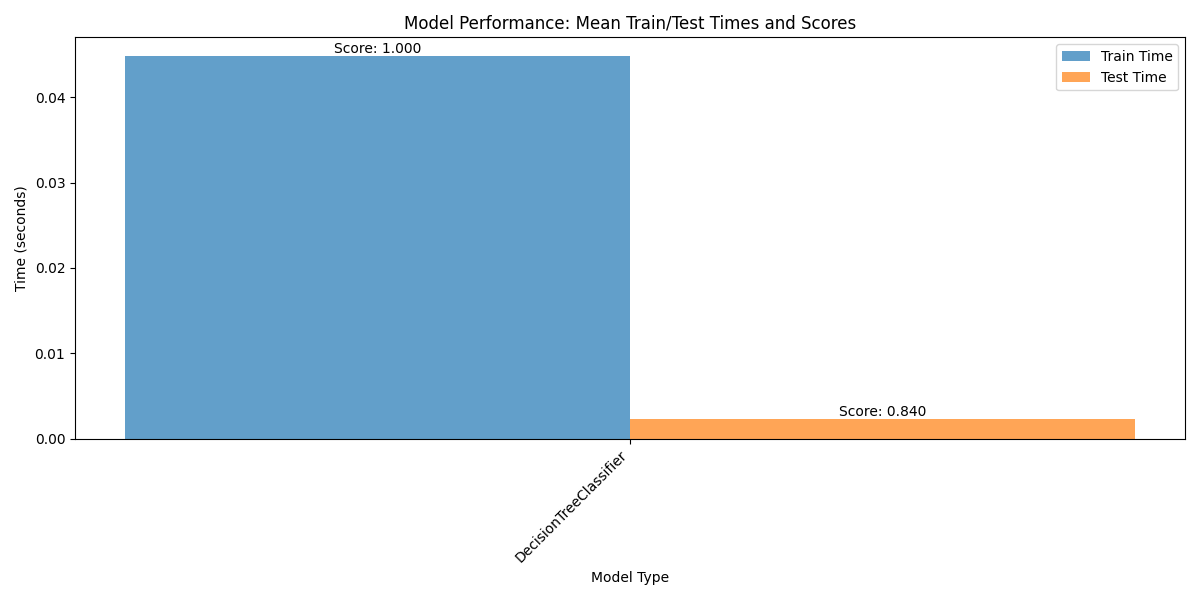 Model Performance: Mean Train/Test Times and Scores
Score: 1.000
Train Time
Test Time
0.04
0.03
0.02
0.01
0.00
Time (seconds)
Score: 0.840
DecisionTreeClassifier
Model Type